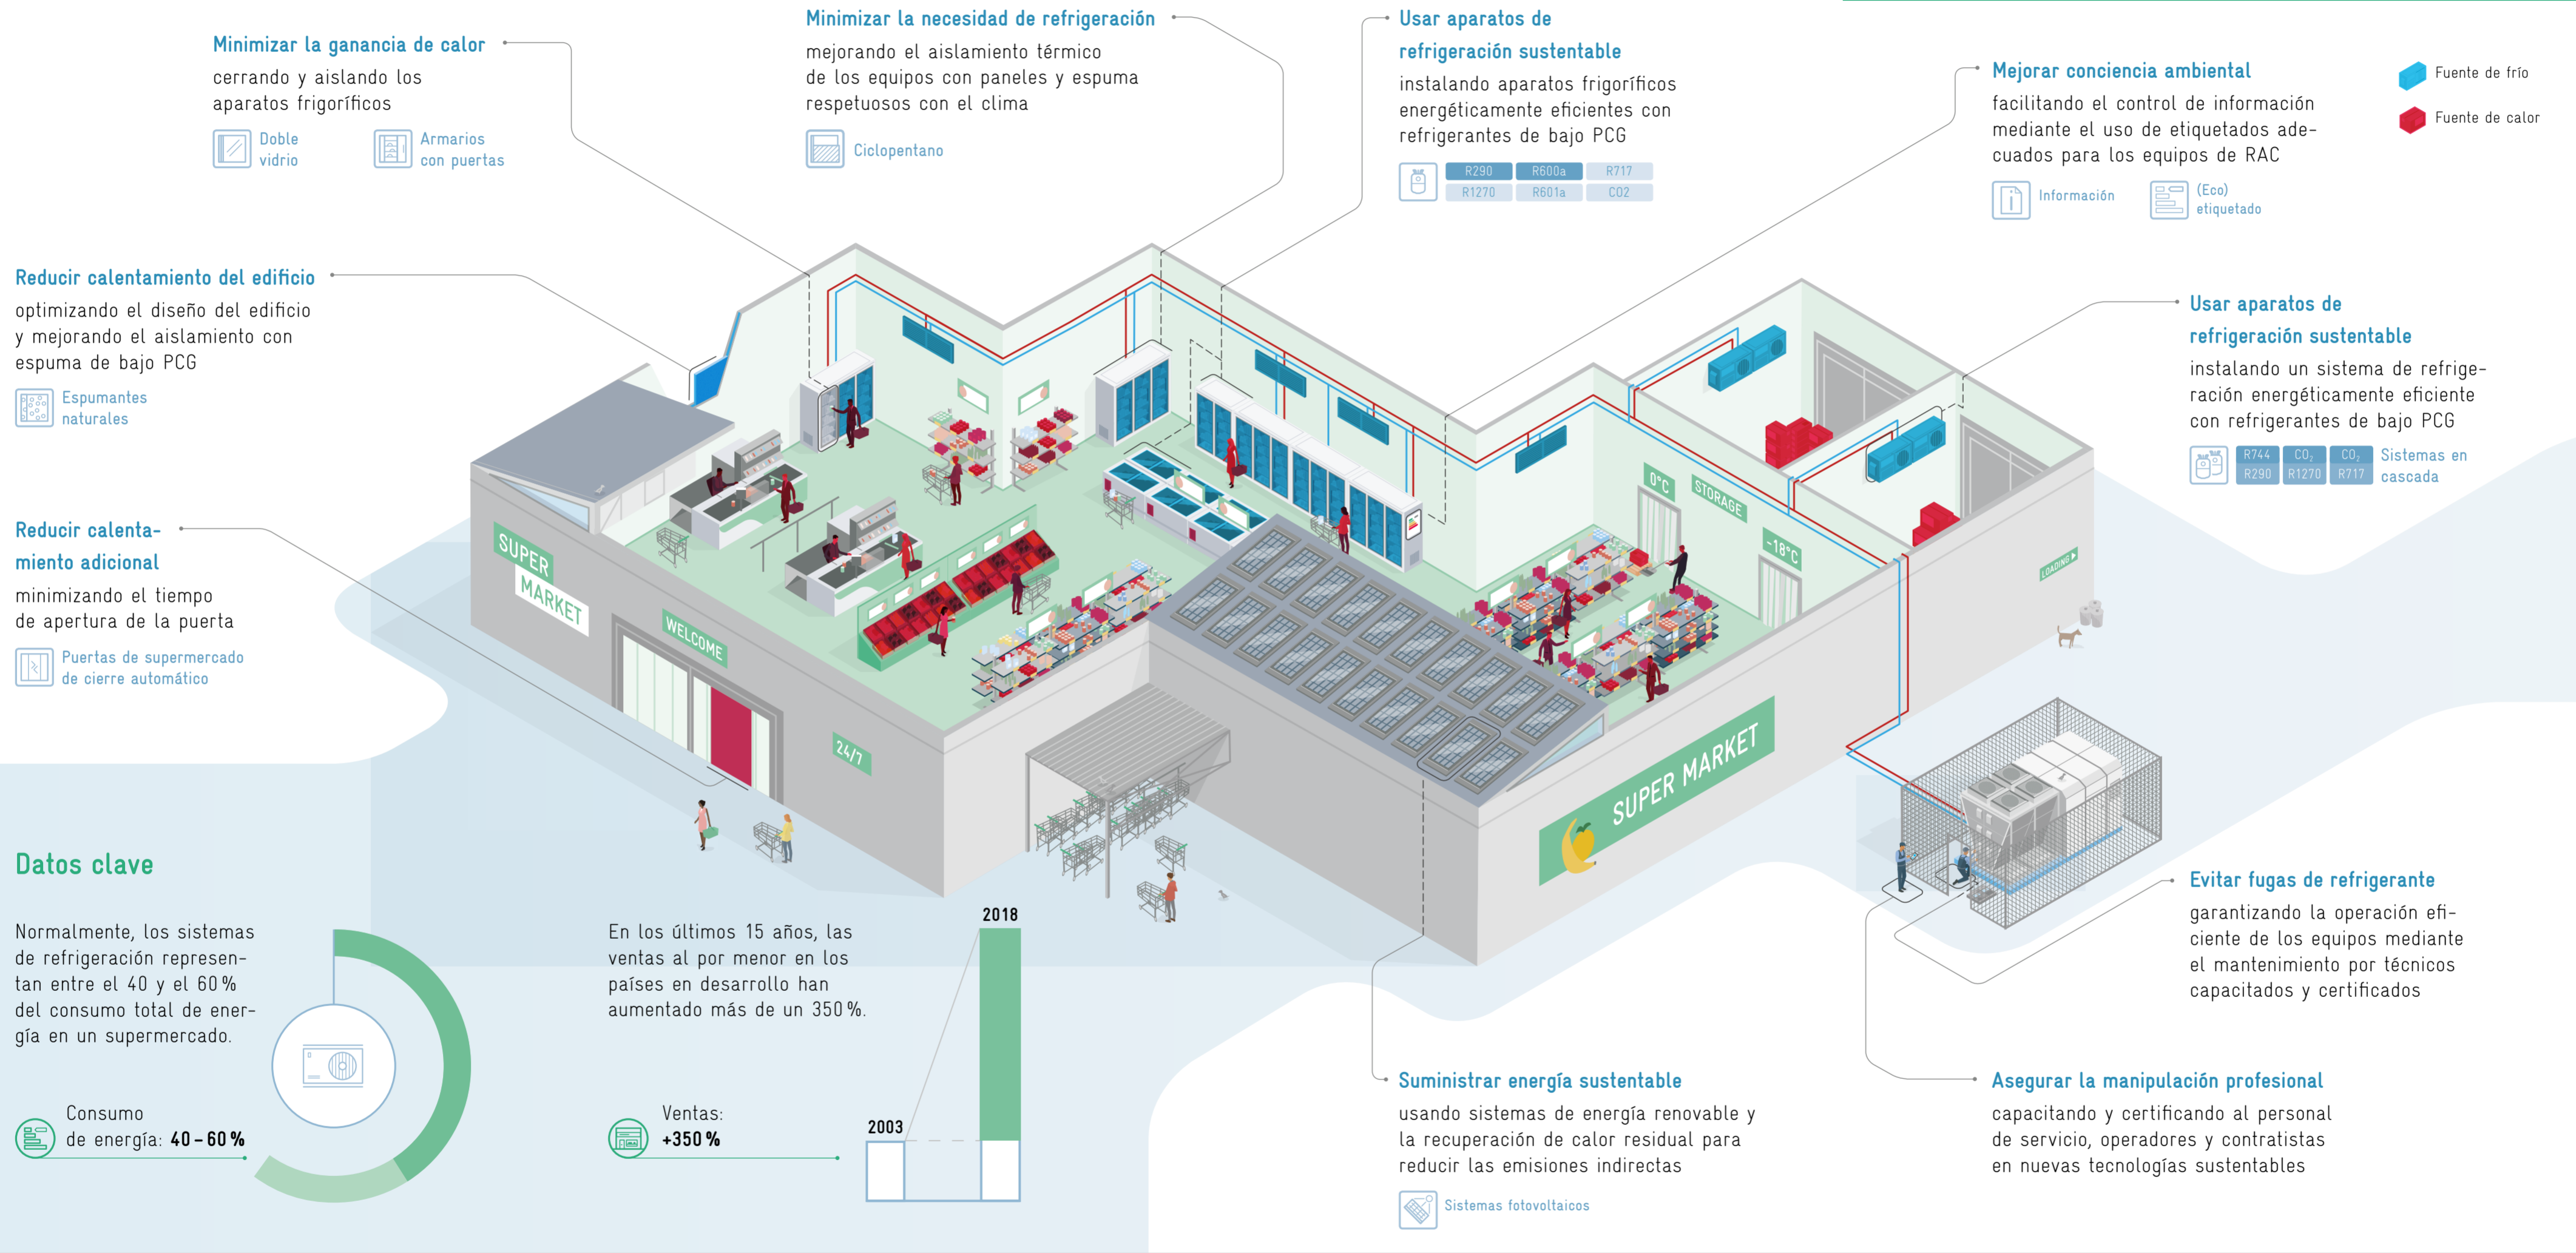 Minimizar la ganancia de calor
cerrando y aislando los
aparatos frigoríficos
Doble
vidrio
Armarios
con puertas
Minimizar la necesidad de refrigeración
mejorando el aislamiento térmico
de los equipos con paneles y espuma
respetuosos con el clima
Ciclopentano
Usar aparatos de
refrigeración sustentable
instalando aparatos frigoríficos
energéticamente eficientes con
refrigerantes de bajo PCG
R290 R600a R717
R1270 R601a CO2
Mejorar conciencia ambiental
facilitando el control de información
mediante el uso de etiquetados ade-
cuados para los equipos de RAC
Información
(Eco)
etiquetado
Fuente de frío
Fuente de calor
Reducir calentamiento del edificio
optimizando el diseño del edificio
y mejorando el aislamiento con
espuma de bajo PCG
Espumantes
naturales
Usar aparatos de
refrigeración sustentable
instalando un sistema de refrige-
ración energéticamente eficiente
con refrigerantes de bajo PCG
R744 CO₂ CO₂
R290 R1270 R717
Sistemas en
cascada
Reducir calenta-
miento adicional
minimizando el tiempo
de apertura de la puerta
Puertas de supermercado
de cierre automático
SUPER
MARKET
WELCOME
24/7
0°C
STORAGE
-18°C
LOADING
SUPER MARKET
Datos clave
Normalmente, los sistemas
de refrigeración represen-
tan entre el 40 y el 60 %
del consumo total de ener-
gía en un supermercado.
Consumo
de energía: 40 – 60 %
En los últimos 15 años, las
ventas al por menor en los
países en desarrollo han
aumentado más de un 350 %.
Ventas:
+350 %
2003
2018
Evitar fugas de refrigerante
garantizando la operación efi-
ciente de los equipos mediante
el mantenimiento por técnicos
capacitados y certificados
Suministrar energía sustentable
usando sistemas de energía renovable y
la recuperación de calor residual para
reducir las emisiones indirectas
Sistemas fotovoltaicos
Asegurar la manipulación profesional
capacitando y certificando al personal
de servicio, operadores y contratistas
en nuevas tecnologías sustentables